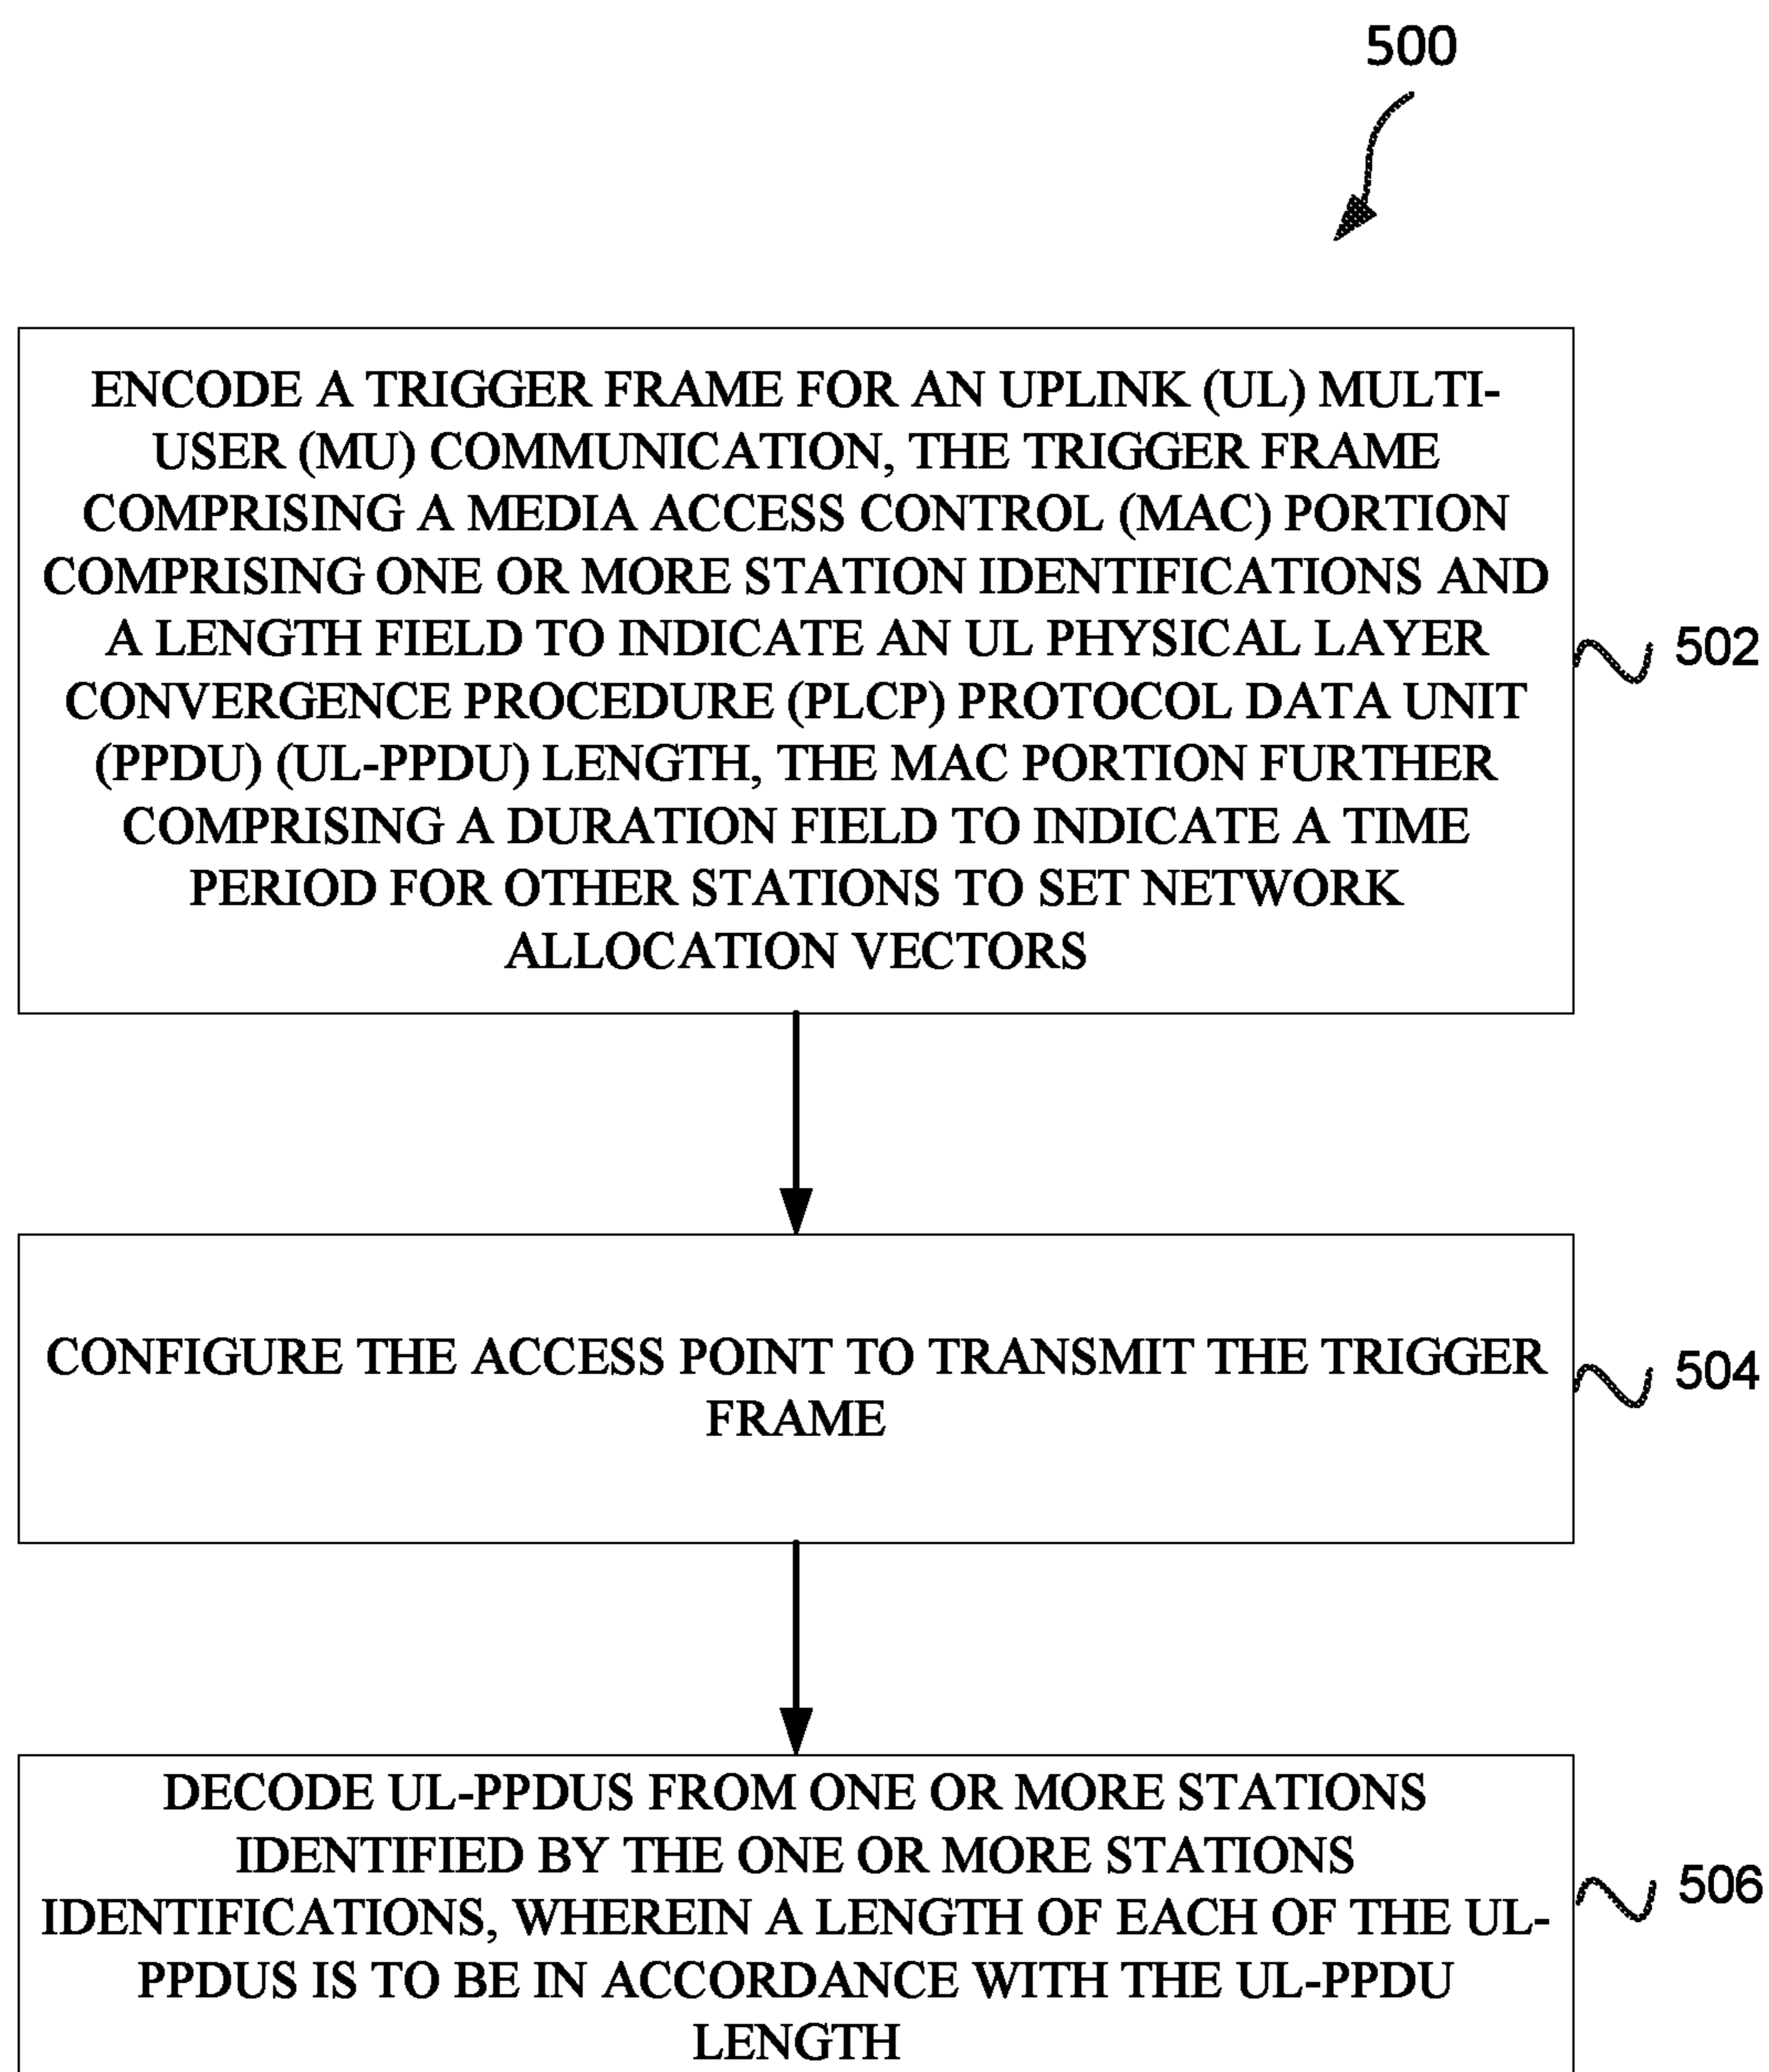 500
ENCODE A TRIGGER FRAME FOR AN UPLINK (UL) MULTI-
USER (MU) COMMUNICATION, THE TRIGGER FRAME
COMPRISING A MEDIA ACCESS CONTROL (MAC) PORTION
COMPRISING ONE OR MORE STATION IDENTIFICATIONS AND
A LENGTH FIELD TO INDICATE AN UL PHYSICAL LAYER
CONVERGENCE PROCEDURE (PLCP) PROTOCOL DATA UNIT
(PPDU) (UL-PPDU) LENGTH, THE MAC PORTION FURTHER
COMPRISING A DURATION FIELD TO INDICATE A TIME
PERIOD FOR OTHER STATIONS TO SET NETWORK
ALLOCATION VECTORS
502
CONFIGURE THE ACCESS POINT TO TRANSMIT THE TRIGGER
FRAME
504
DECODE UL-PPDUS FROM ONE OR MORE STATIONS
IDENTIFIED BY THE ONE OR MORE STATIONS
IDENTIFICATIONS, WHEREIN A LENGTH OF EACH OF THE UL-
PPDUS IS TO BE IN ACCORDANCE WITH THE UL-PPDU
LENGTH
506